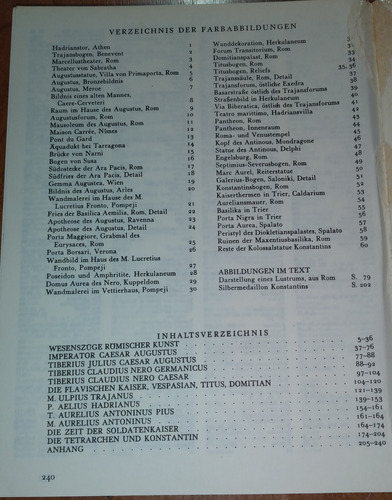 VERZEICHNIS DER FARBABBILDUNGEN
Hadrianstor, Athen 1
Trajansbogen, Benevent 2
Marcellustheater, Rom 3
Theater von Sabratha 4
Augustusstatue, Villa von Primaporta, Rom 5
Augustus, Bronzebildnis 6
Augustus, Meroe 7
Bildnis eines alten Mannes,
Caere-Cerveteri 8
Raum im Hause des Augustus, Rom 9
Augustusforum, Rom 10
Mausoleum des Augustus, Rom 11
Maison Carrée, Nîmes 12
Pont du Gard 13
Aquädukt bei Tarragona 14
Brücke von Narni 15
Bogen von Susa 16
Südostecke der Ara Pacis, Rom 17
Südfries der Ara Pacis, Detail 18
Gemma Augustea, Wien 19
Bildnis des Augustus, Arles 20
Wandmalerei im Hause des M.
Lucretius Fronto, Pompeji 21
Fries der Basilica Aemilia, Rom, Detail 22
Apotheose des Augustus, Ravenna 23
Apotheose des Augustus, Detail 24
Porta Maggiore, Grabmal des
Eurysaces, Rom 25
Porta Borsari, Verona 26
Wandbild im Haus des M. Lucretius
Fronto, Pompeji 27
Poseidon und Amphitrite, Herkulaneum 28
Domus Aurea des Nero, Kuppeldom 29
Wandmalerei im Vettierhaus, Pompeji 30
Wanddekoration, Herkulaneum
Forum Transitorium, Rom
Domitianspalast, Rom
Titusbogen, Rom
Titusbogen, Reliefs 35, 36
Trajanssäule, Rom, Detail 37
Trajansforum, östliche Exedra 38
Basarstraße östlich des Trajansforums 39
Straßenbild in Herkulaneum 40
Via Biberatica, östlich des Trajansforums 41
Teatro marittimo, Hadriansvilla 42
Pantheon, Rom 43
Pantheon, Innenraum 44
Roma- und Venustempel 45
Kopf des Antinous, Mondragone 46
Statue des Antinous, Delphi 47
Engelsburg, Rom 48
Septimius-Severusbogen, Rom 49
Marc Aurel, Reiterstatue 50
Galerius-Bogen, Saloniki, Detail 51
Konstantinsbogen, Rom 52
Kaiserthermen in Trier, Caldarium 53
Aureliansmauer, Rom 54
Basilika in Trier 55
Porta Nigra in Trier 56
Porta Aurea, Spalato 57
Peristyl des Diokletianspalastes, Spalato 58
Ruinen der Maxentiusbasilika, Rom 59
Reste der Kolossalstatue Konstantins 60
ABBILDUNGEN IM TEXT
Darstellung eines Lustrums, aus Rom S. 79
Silbermedaillon Konstantins S. 202
INHALTSVERZEICHNIS
WESENSZÜGE RÖMISCHER KUNST 5-36
IMPERATOR CAESAR AUGUSTUS 37-76
TIBERIUS JULIUS CAESAR AUGUSTUS 77-88
TIBERIUS CLAUDIUS NERO GERMANICUS 88-92
TIBERIUS CLAUDIUS NERO CAESAR 97-104
DIE FLAVISCHEN KAISER, VESPASIAN, TITUS, DOMITIAN 104-120
M. ULPIUS TRAJANUS 121-139
P. AELIUS HADRIANUS 139-153
T. AURELIUS ANTONINUS PIUS 154-161
M. AURELIUS ANTONINUS 161-164
DIE ZEIT DER SOLDATENKAISER 164-174
DIE TETRARCHEN UND KONSTANTIN 174-204
ANHANG 205-240
240